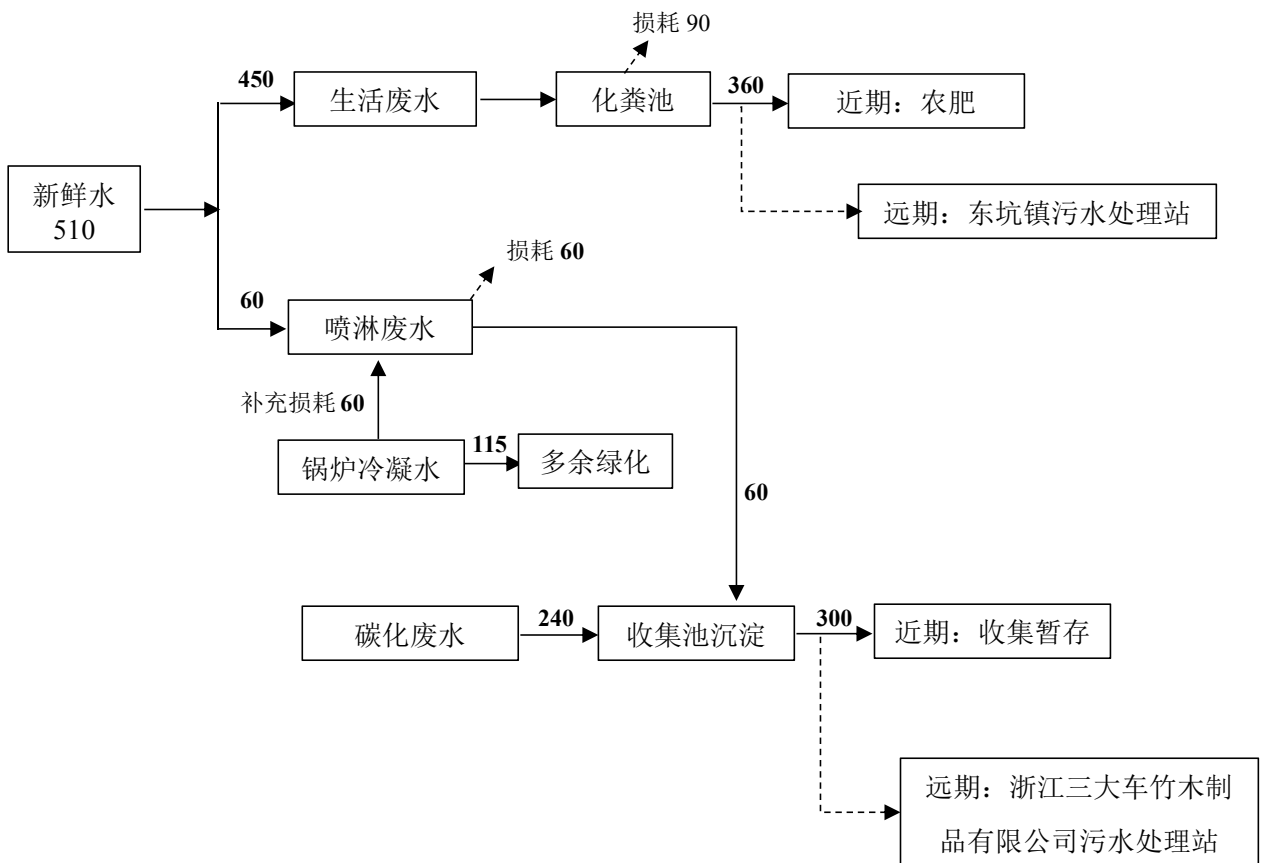 损耗 90
450
生活废水
化粪池
360
近期：农肥
新鲜水
510
远期：东坑镇污水处理站
损耗 60
60
喷淋废水
补充损耗 60
锅炉冷凝水
115
多余绿化
60
碳化废水
240
收集池沉淀
300
近期：收集暂存
远期：浙江三大车竹木制
品有限公司污水处理站